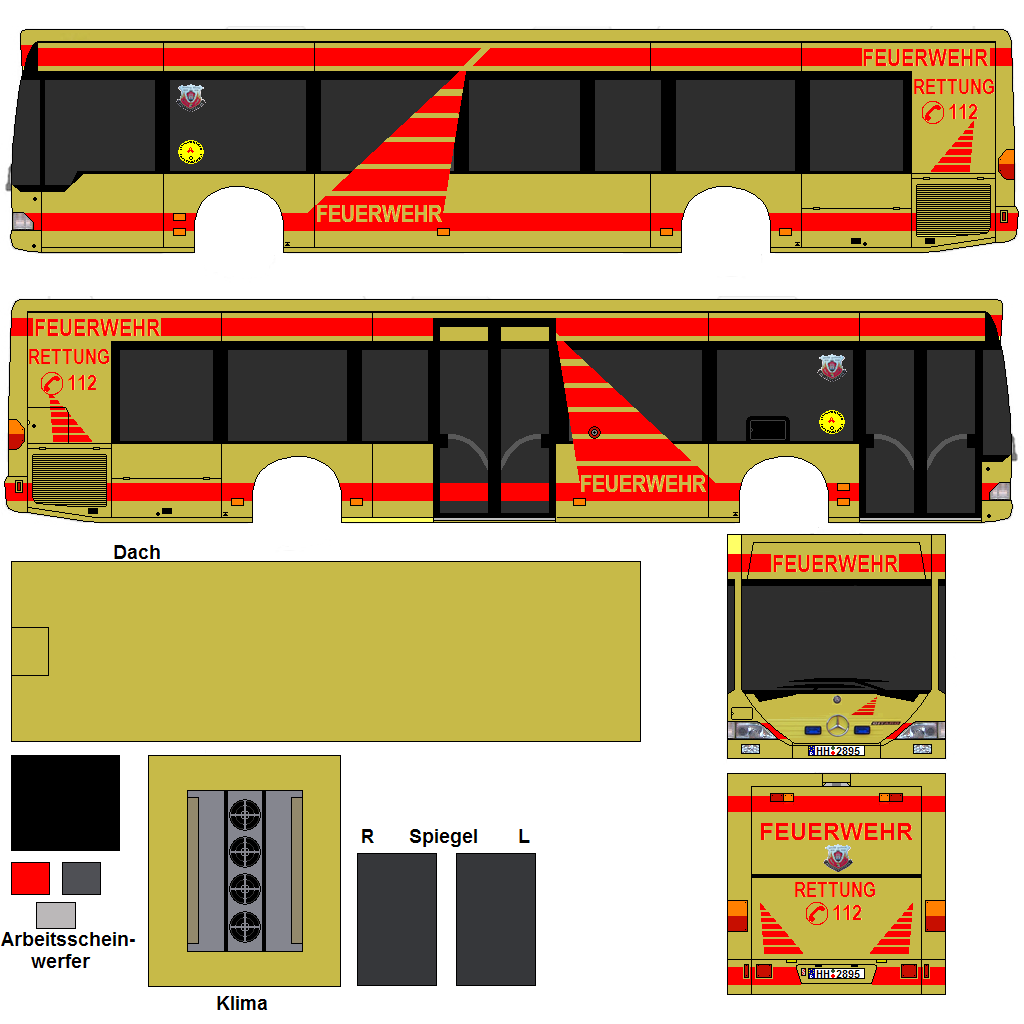 FEUERWEHR
RETTUNG
112
FEUERWEHR
FEUERWEHR
RETTUNG
112
FEUERWEHR
Dach
FEUERWEHR
HH 2895
R Spiegel L
FEUERWEHR
RETTUNG
112
Arbeitsschein-
werfer
HH 2895
Klima